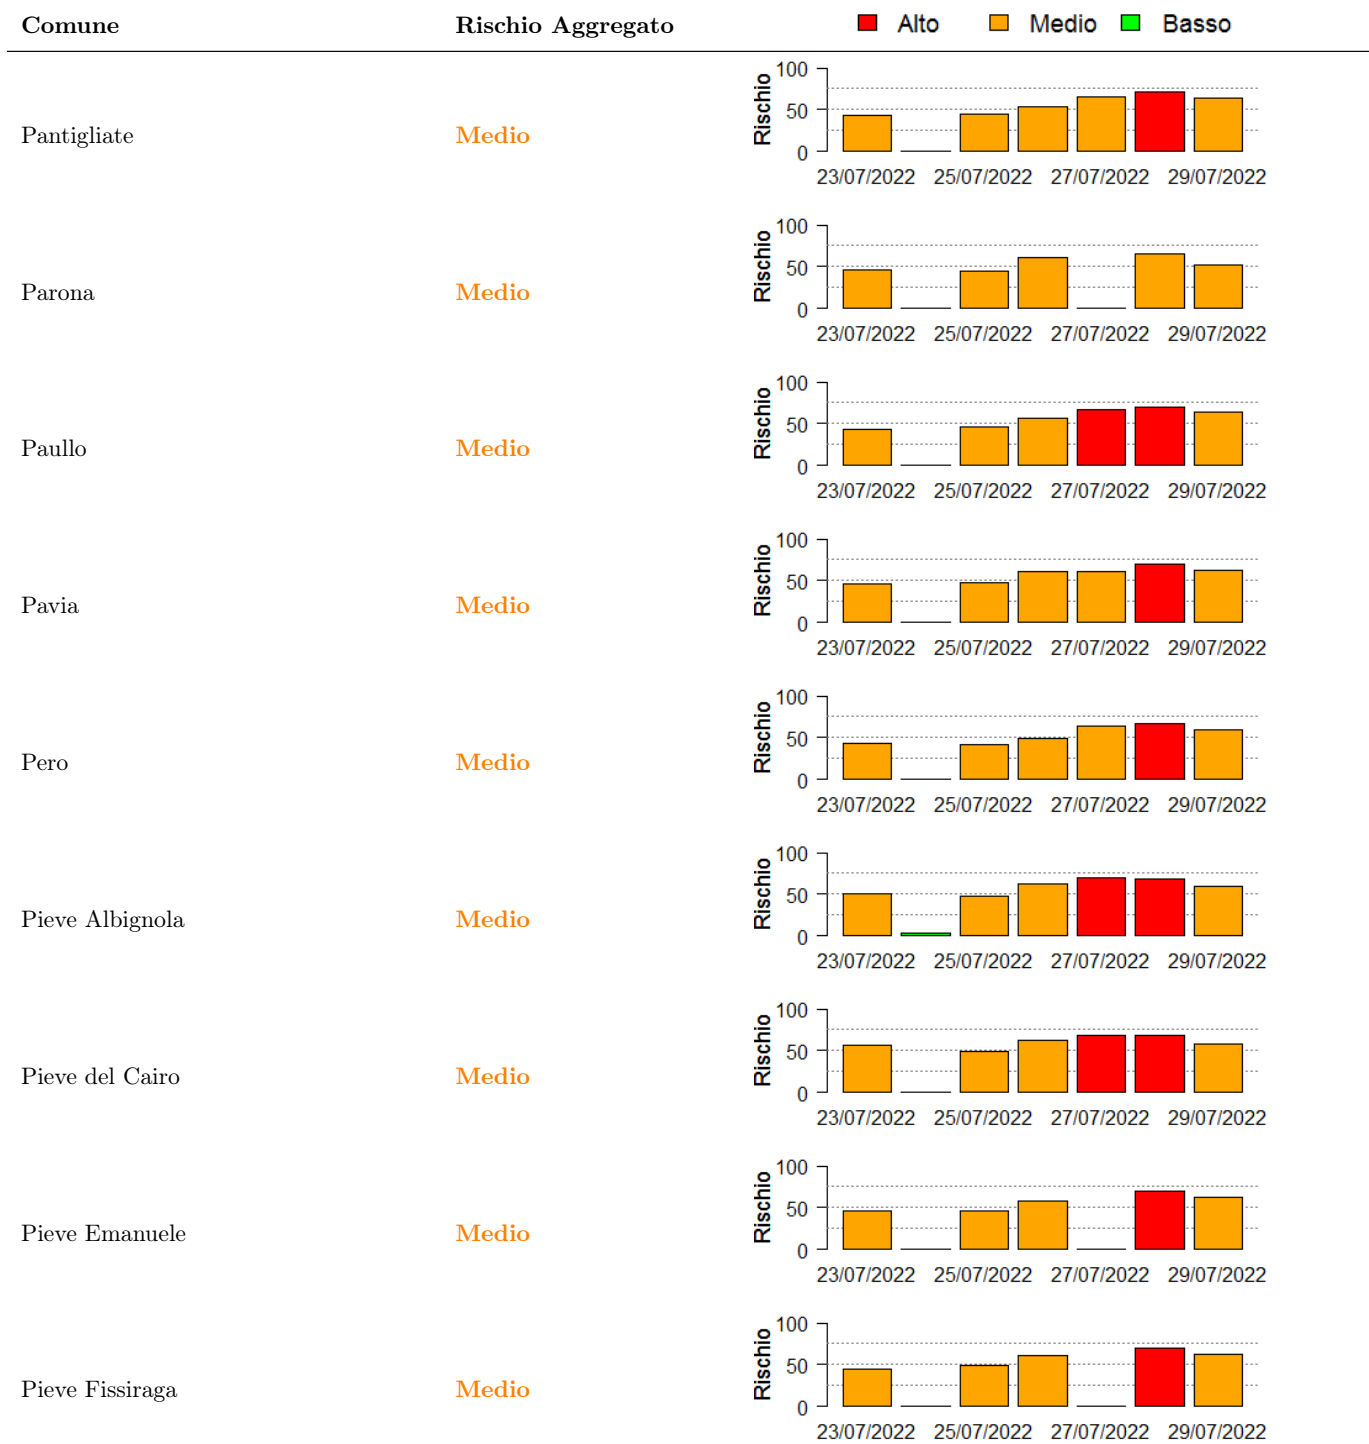 Comune Rischio Aggregato Alto Medio Basso
Pantigliate Medio Rischio 100 50 0
23/07/2022 25/07/2022 27/07/2022 29/07/2022
Parona Medio Rischio 100 50 0
23/07/2022 25/07/2022 27/07/2022 29/07/2022
Paullo Medio Rischio 100 50 0
23/07/2022 25/07/2022 27/07/2022 29/07/2022
Pavia Medio Rischio 100 50 0
23/07/2022 25/07/2022 27/07/2022 29/07/2022
Pero Medio Rischio 100 50 0
23/07/2022 25/07/2022 27/07/2022 29/07/2022
Pieve Albignola Medio Rischio 100 50 0
23/07/2022 25/07/2022 27/07/2022 29/07/2022
Pieve del Cairo Medio Rischio 100 50 0
23/07/2022 25/07/2022 27/07/2022 29/07/2022
Pieve Emanuele Medio Rischio 100 50 0
23/07/2022 25/07/2022 27/07/2022 29/07/2022
Pieve Fissiraga Medio Rischio 100 50 0
23/07/2022 25/07/2022 27/07/2022 29/07/2022